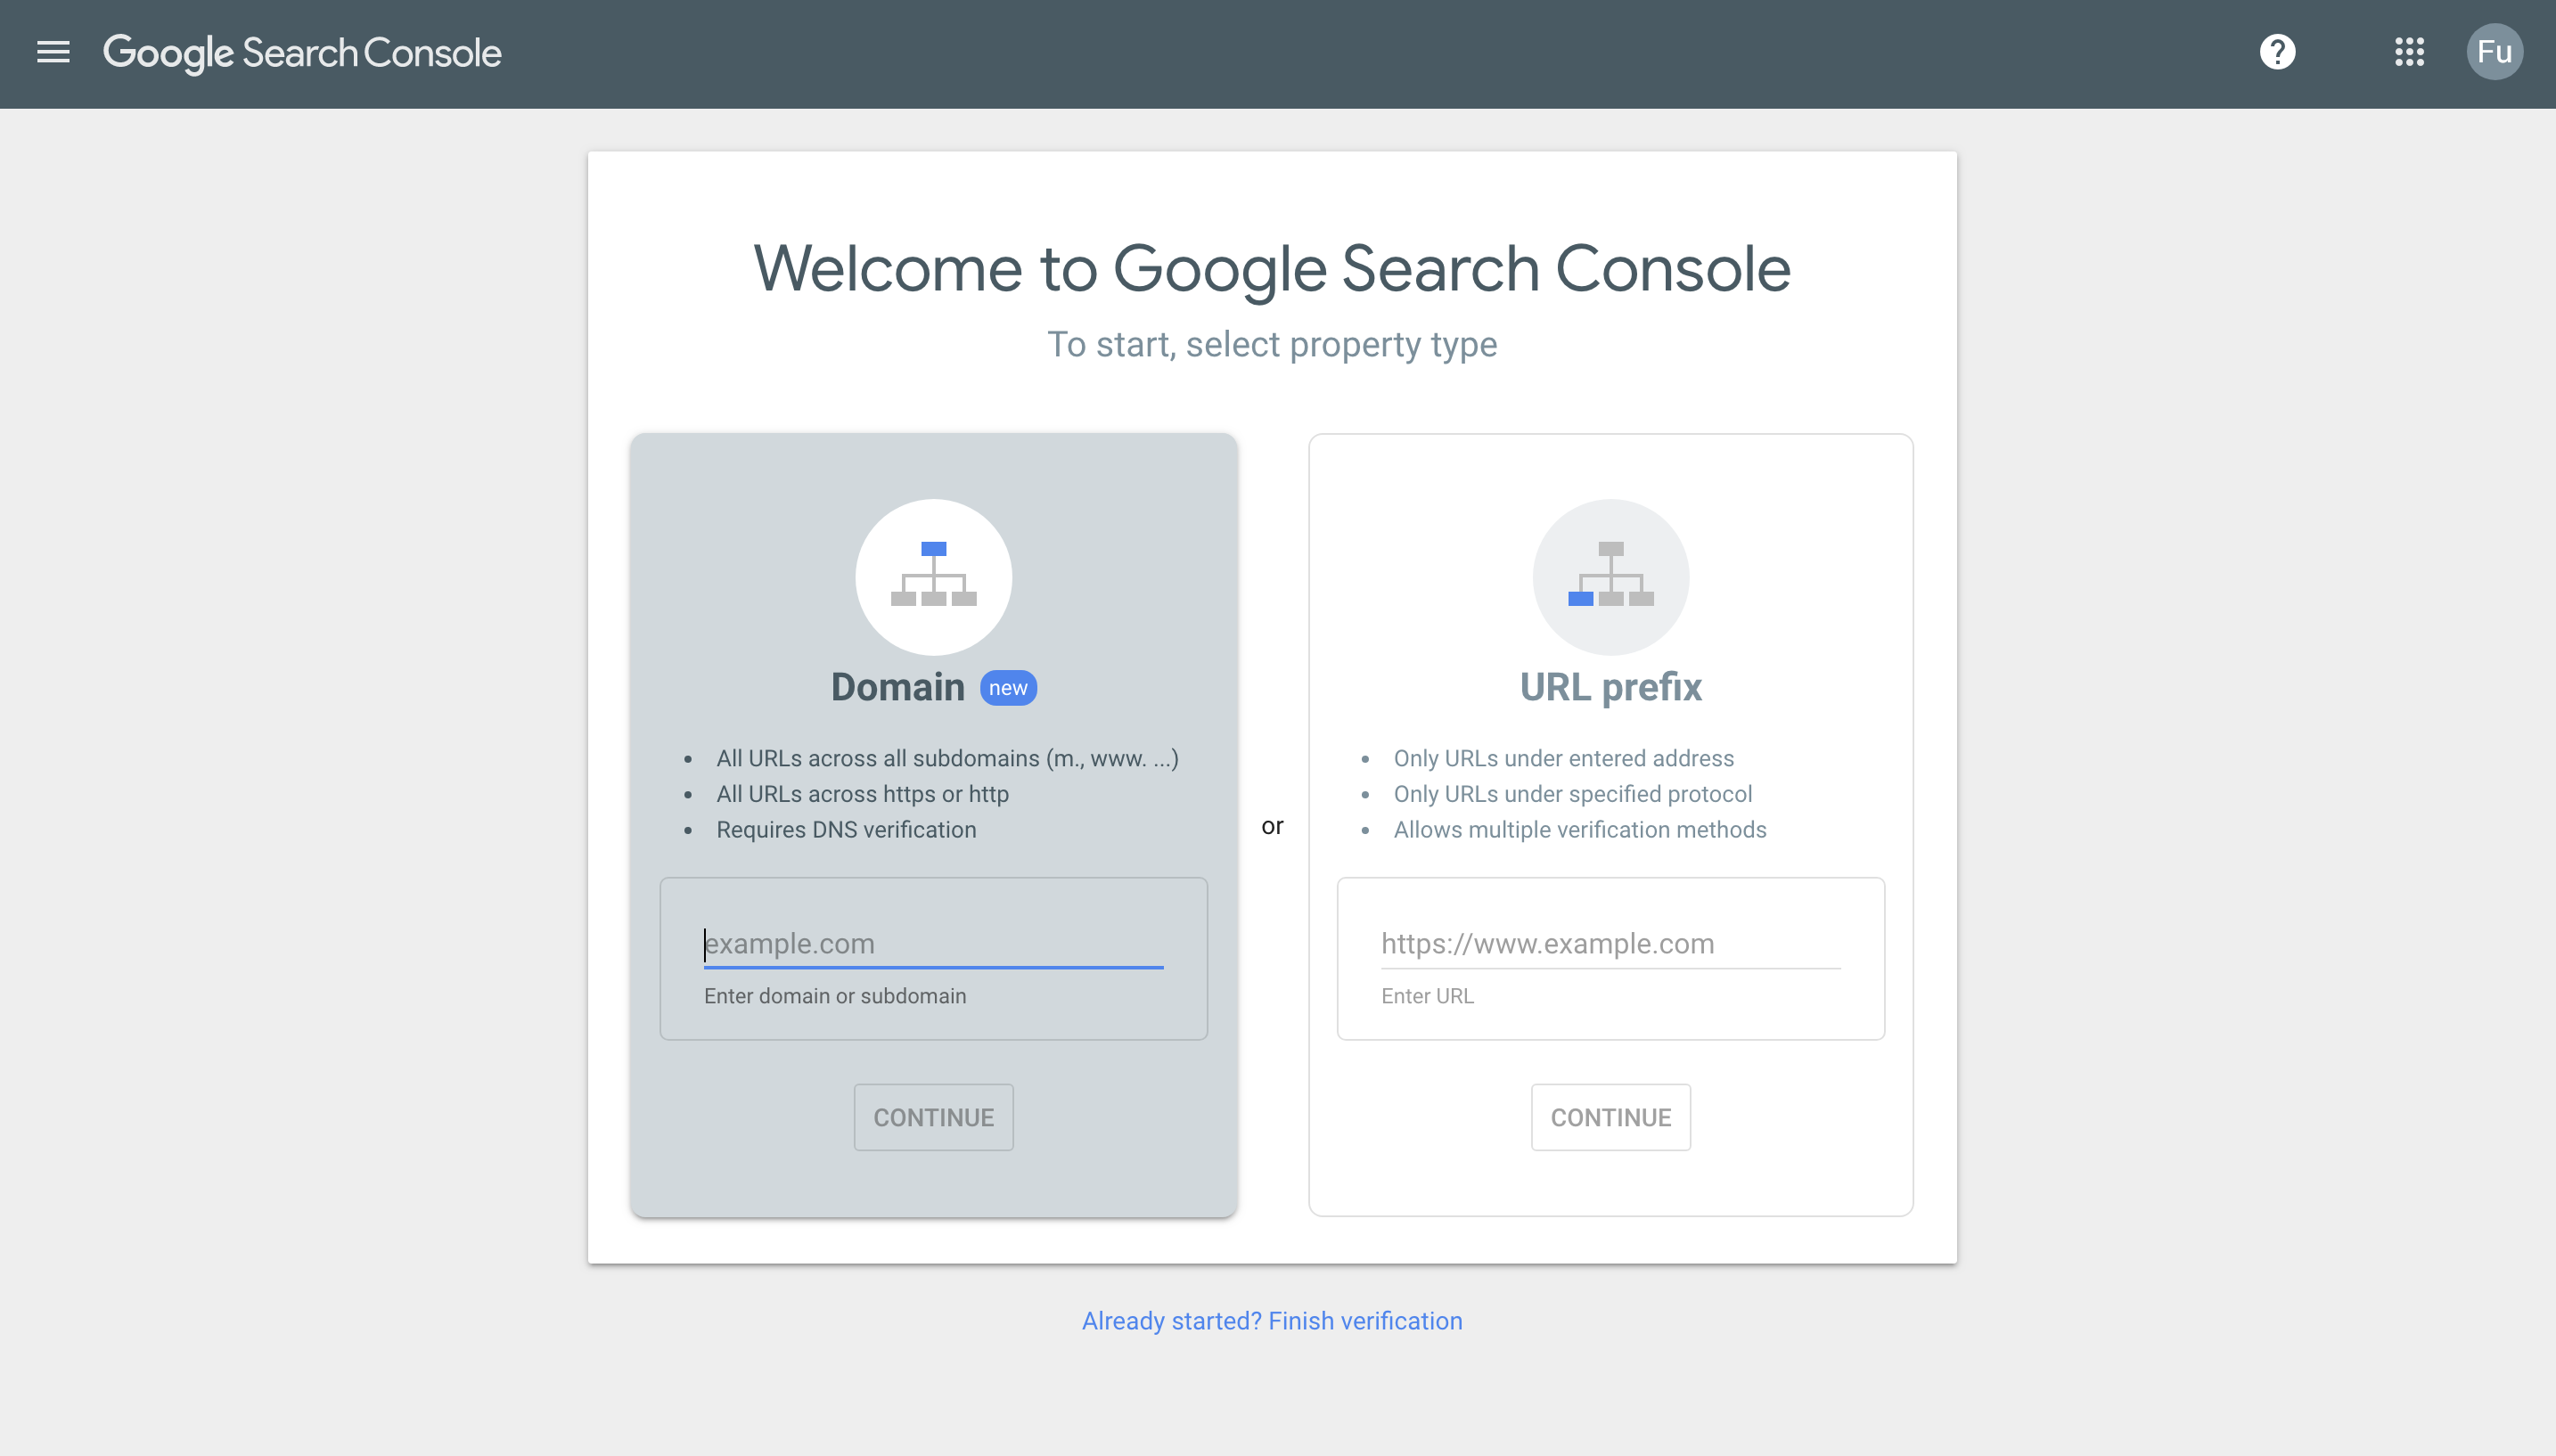 Google Search Console
Fu
Welcome to Google Search Console
To start, select property type
Domain new
All URLs across all subdomains (m., www. ...)
All URLs across https or http
Requires DNS verification
example.com
Enter domain or subdomain
CONTINUE
or
URL prefix
Only URLs under entered address
Only URLs under specified protocol
Allows multiple verification methods
https://www.example.com
Enter URL
CONTINUE
Already started? Finish verification